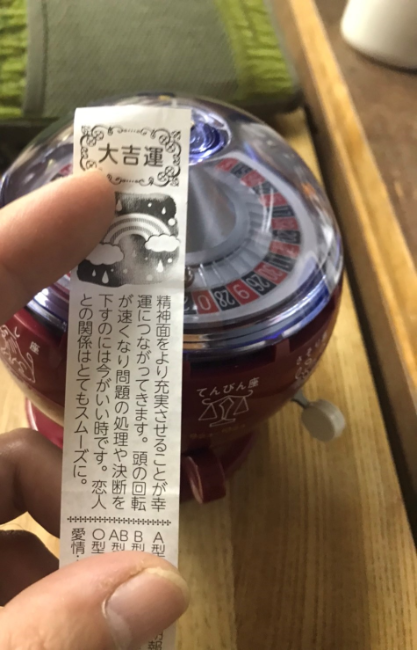 大吉運
精神面をより充実させることが幸
運につながってきます。頭の回転
が速くなり問題の処理や決断を
下すのには今がいい時です。恋人
との関係はとてもスムーズに。
A型
B型
AB型
O型
愛情
てんびん座
0
28
9
26